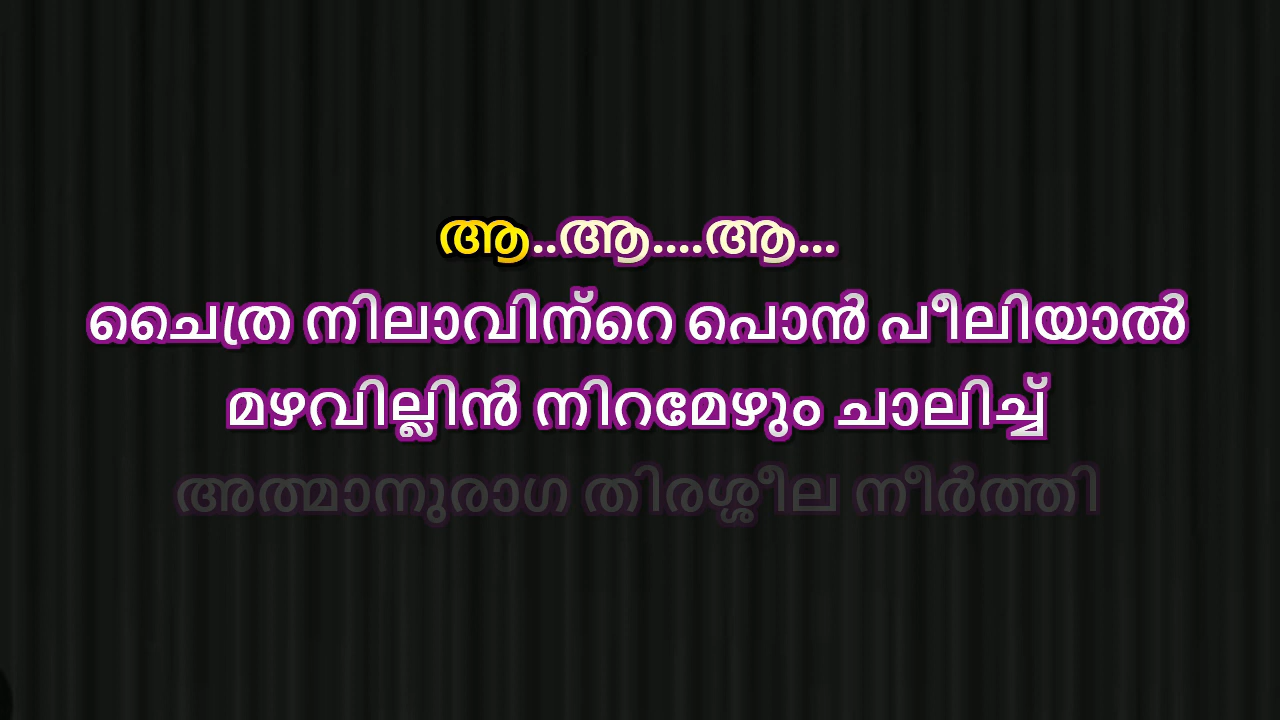 ആ..ആ....ആ...
ചൈത്ര നിലാവിന്റെ പൊൻ പീലിയാൽ
മഴവില്ലിൻ നിറമേഴും ചാലിച്ച്
അത്മാനുരാഗ തിരശ്ശീല നീർത്തി